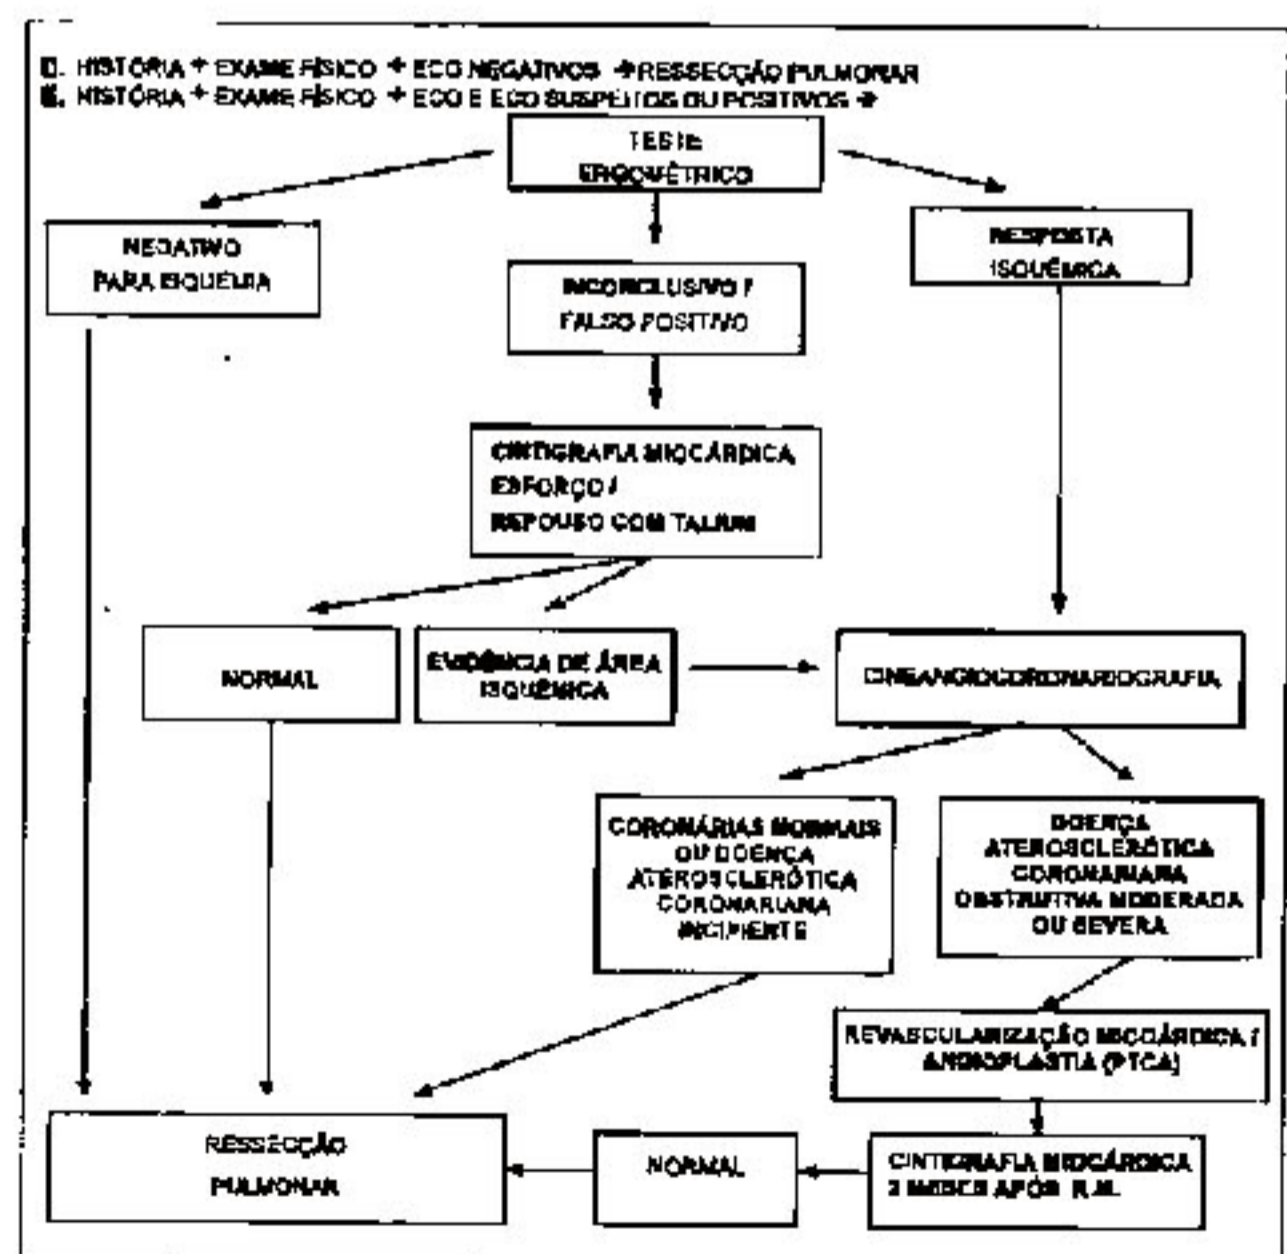 HISTÓRIA + EXAME FÍSICO + ECO NEGATIVOS → RESSECÇÃO PULMONAR
HISTÓRIA + EXAME FÍSICO + ECO E ECO SUSPEITOS OU POSITIVOS →
TESTE
ERGOMÉTRICO
NEGATIVO
PARA ISQUEMIA
INCONCLUSIVO /
FALSO POSITIVO
RESPOSTA
ISQUÊMICA
CINTIGRAFIA MIOCÁRDICA
ESFORÇO /
REPOUSO COM TALIUM
NORMAL
EVIDÊNCIA DE ÁREA
ISQUÊMICA
CINEANGIOCORONARIOGRAFIA
CORONÁRIAS NORMAIS
OU DOENÇA
ATEROSCLERÓTICA
CORONARIANA
INCIPIENTE
DOENÇA
ATEROSCLERÓTICA
CORONARIANA
OBSTRUTIVA MODERADA
OU SEVERA
REVASCULARIZAÇÃO MIOCÁRDICA /
ANGIOPLASTIA (PTCA)
RESSECÇÃO
PULMONAR
NORMAL
CINTIGRAFIA MIOCÁRDICA
MESES APÓS R.M.